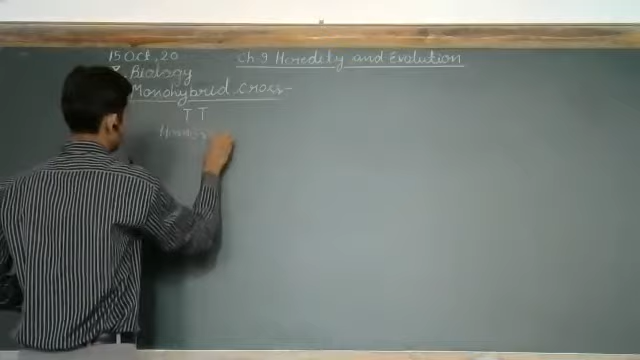 15 Oct, 20
Ch 9 Heredity and Evolution
X Biology
Monohybrid Cross-
T T